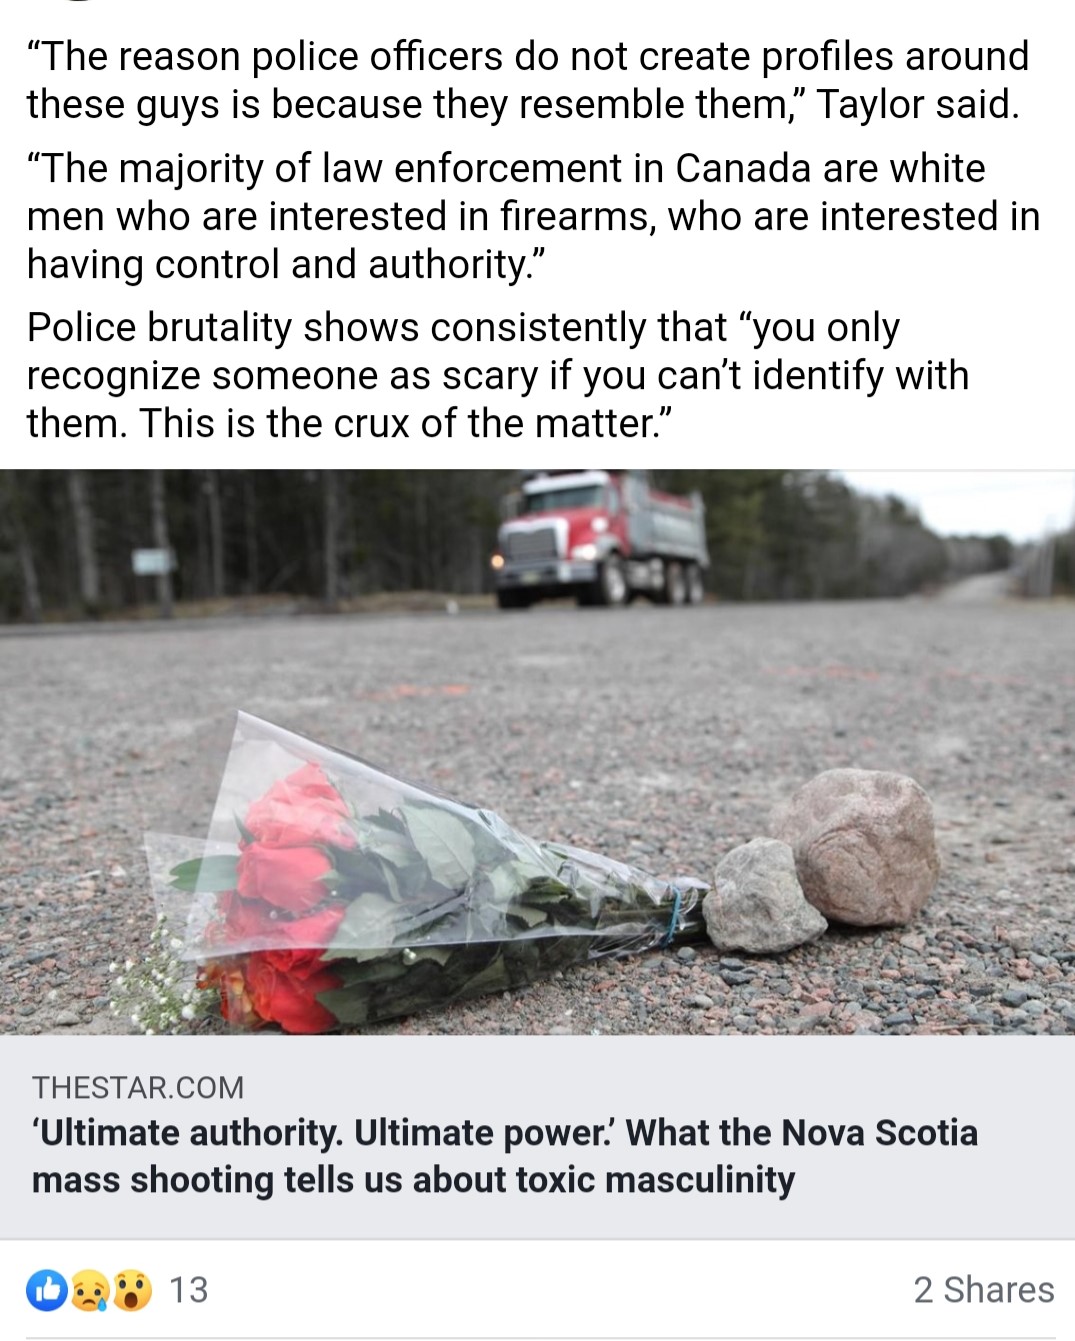 “The reason police officers do not create profiles around
these guys is because they resemble them,” Taylor said.
“The majority of law enforcement in Canada are white
men who are interested in firearms, who are interested in
having control and authority.”
Police brutality shows consistently that “you only
recognize someone as scary if you can’t identify with
them. This is the crux of the matter.”
THESTAR.COM
‘Ultimate authority. Ultimate power.’ What the Nova Scotia
mass shooting tells us about toxic masculinity
13
2 Shares